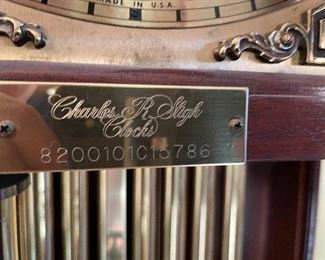 MADE IN U.S.A.
Charles R. Sligh
Clocks
8200101C15786